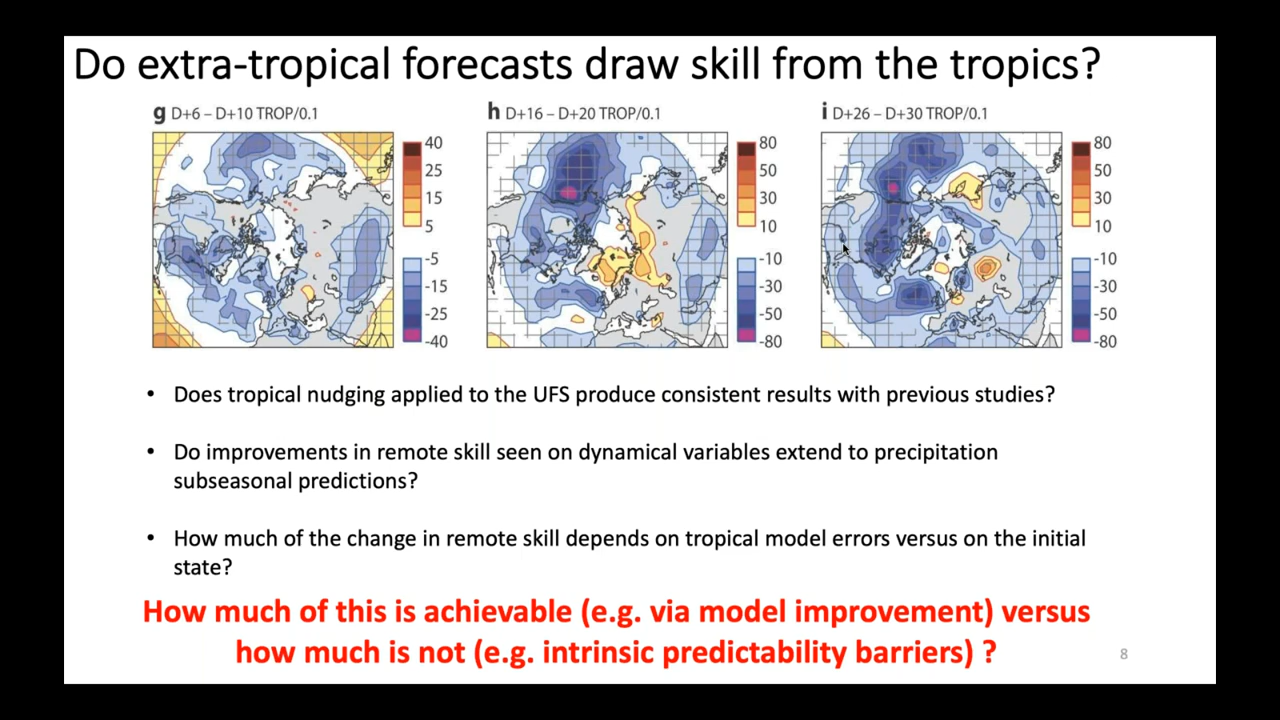 Do extra-tropical forecasts draw skill from the tropics?
g D+6 – D+10 TROP/0.1
40
25
15
5
-5
-15
-25
-40
h D+16 – D+20 TROP/0.1
80
50
30
10
-10
-30
-50
-80
i D+26 – D+30 TROP/0.1
80
50
30
10
-10
-30
-50
-80
• Does tropical nudging applied to the UFS produce consistent results with previous studies?
• Do improvements in remote skill seen on dynamical variables extend to precipitation
subseasonal predictions?
• How much of the change in remote skill depends on tropical model errors versus on the initial
state?
How much of this is achievable (e.g. via model improvement) versus
how much is not (e.g. intrinsic predictability barriers) ?
8